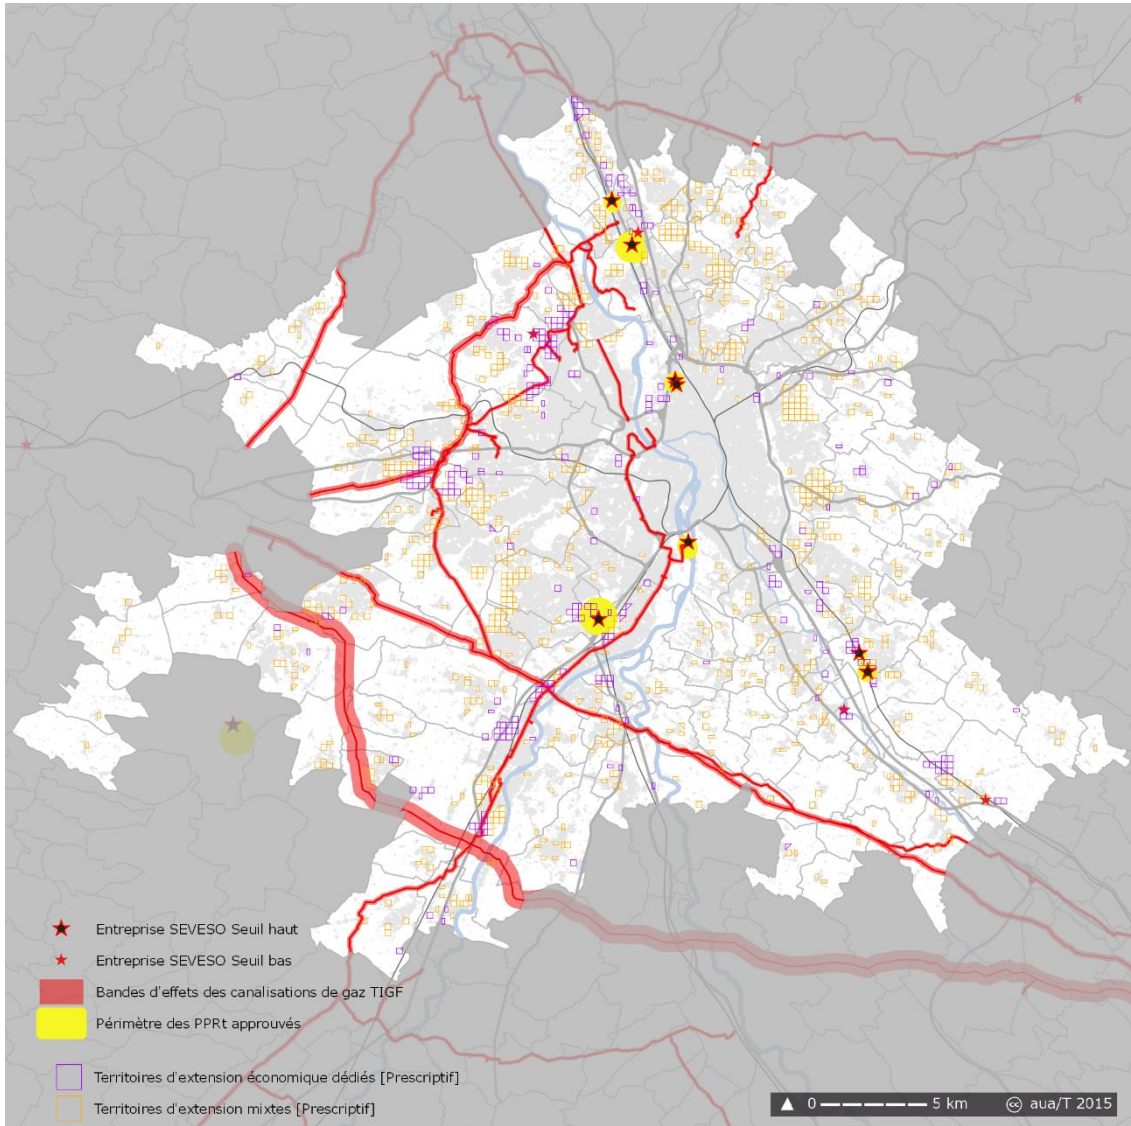 Entreprise SEVESO Seuil haut
Entreprise SEVESO Seuil bas
Bandes d'effets des canalisations de gaz TIGF
Périmètre des PPRt approuvés
Territoires d'extension économique dédiés [Prescriptif]
Territoires d'extension mixtes [Prescriptif]
0 5 km cc aua/T 2015